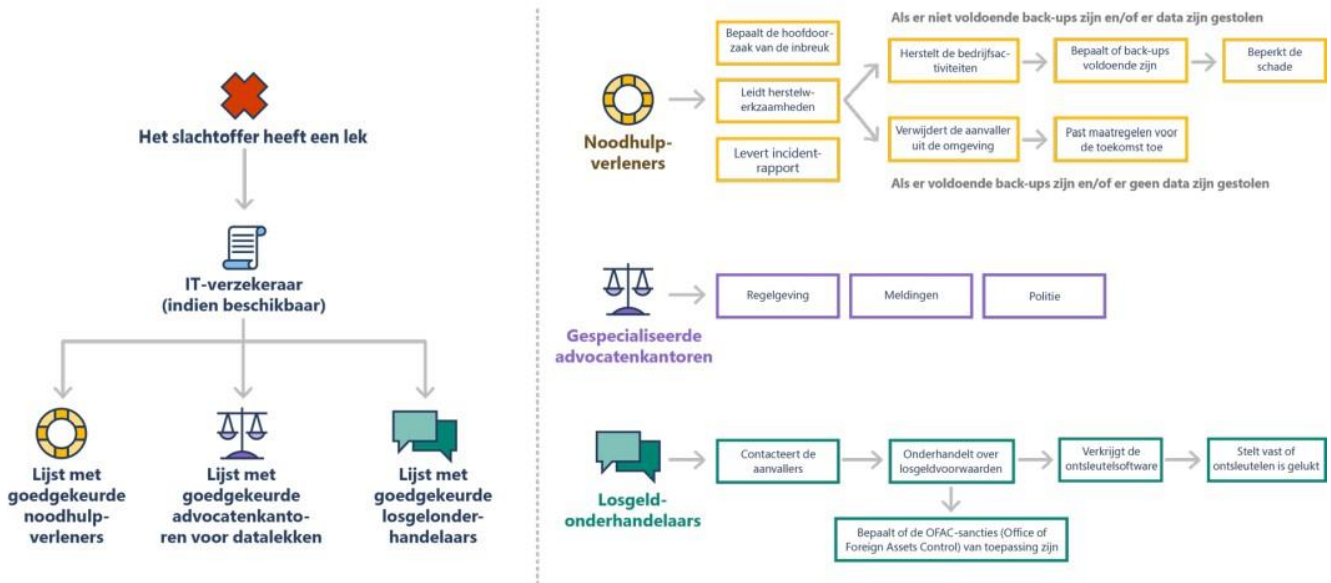 Het slachtoffer heeft een lek
IT-verzekeraar
(indien beschikbaar)
Lijst met
goedgekeurde
noodhulp-
verleners
Lijst met
goedgekeurde
advocatenkanto-
ren voor datalekken
Lijst met
goedgekeurde
losgelonder-
handelaars
Noodhulp-
verleners
Bepaalt de hoofdoor-
zaak van de inbreuk
Leidt herstelw-
erkzaamheden
Levert incident-
rapport
Als er niet voldoende back-ups zijn en/of er data zijn gestolen
Herstelt de bedrijfsac-
tiviteiten
Bepaalt of back-ups
voldoende zijn
Beperkt de
schade
Verwijdert de aanvaller
uit de omgeving
Past maatregelen voor
de toekomst toe
Als er voldoende back-ups zijn en/of er geen data zijn gestolen
Gespecialiseerde
advocatenkantoren
Regelgeving
Meldingen
Politie
Losgeld-
onderhandelaars
Contacteert de
aanvallers
Onderhandelt over
losgeldvoorwaarden
Verkrijgt de
ontsleutelsoftware
Stelt vast of
ontsleutelen is gelukt
Bepaalt of de OFAC-sancties (Office of
Foreign Assets Control) van toepassing zijn